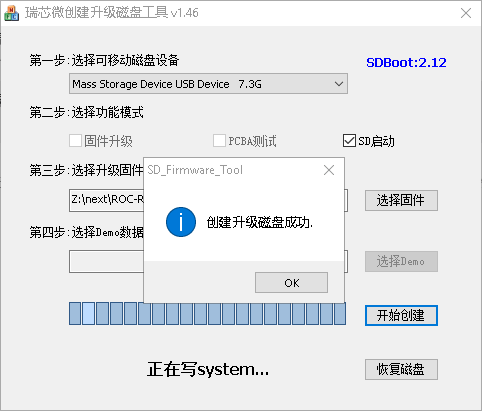 瑞芯微创建升级磁盘工具 v1.46
第一步:选择可移动磁盘设备
SDBoot:2.12
Mass Storage Device USB Device 7.3G
第二步:选择功能模式
固件升级 PCBA测试 SD启动
第三步:选择升级固件
SD_Firmware_Tool
Z:\next\ROC-R
选择固件
创建升级磁盘成功.
第四步:选择Demo数据
选择Demo
OK
开始创建
正在写system...
恢复磁盘